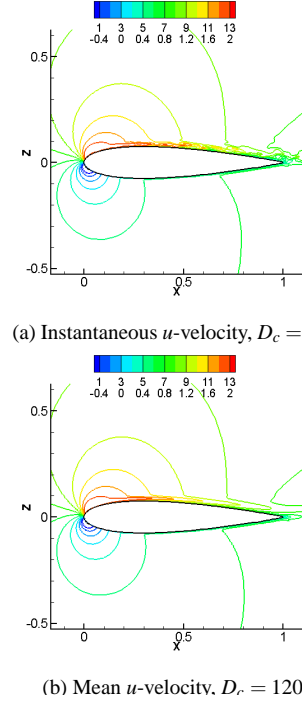 1 3 5 7 9 11 13
-0.4 0 0.4 0.8 1.2 1.6 2
0.5
z
0
-0.5
0 0.5 1
x
(a) Instantaneous u-velocity, D_c =
1 3 5 7 9 11 13
-0.4 0 0.4 0.8 1.2 1.6 2
0.5
z
0
-0.5
0 0.5 1
x
(b) Mean u-velocity, D_c = 120